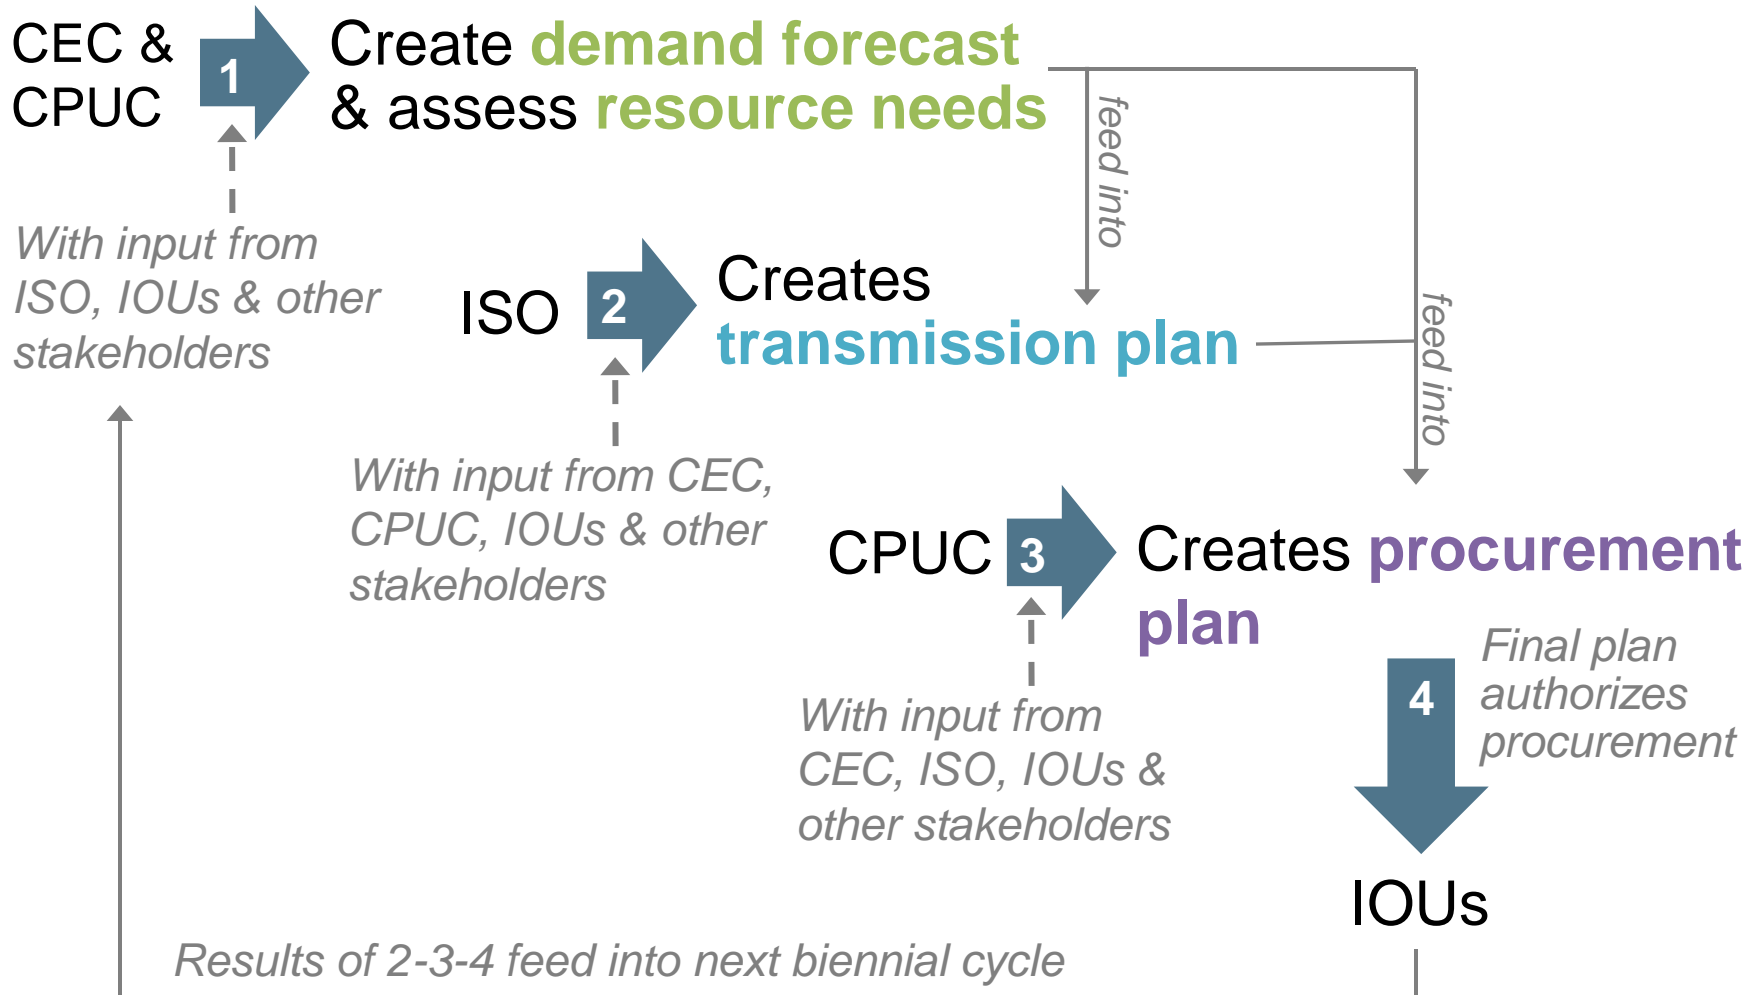 CEC &
CPUC
1
Create demand forecast
& assess resource needs
feed into
With input from
ISO, IOUs & other
stakeholders
ISO
2
Creates
transmission plan
feed into
With input from CEC,
CPUC, IOUs & other
stakeholders
CPUC
3
Creates procurement
plan
With input from
CEC, ISO, IOUs &
other stakeholders
4
Final plan
authorizes
procurement
IOUs
Results of 2-3-4 feed into next biennial cycle